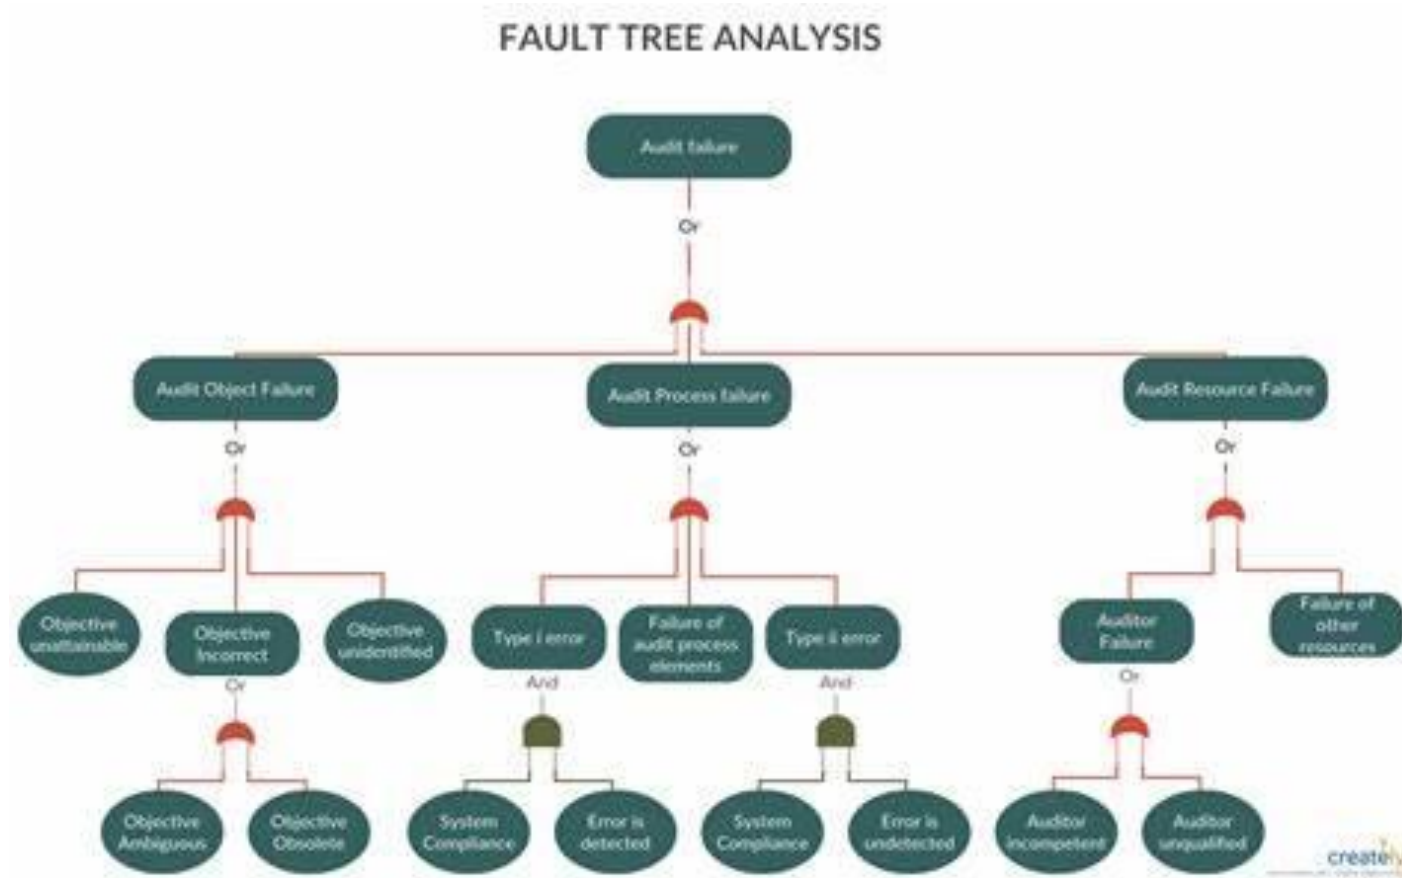 FAULT TREE ANALYSIS
Audit failure
Or
Audit Object Failure
Audit Process failure
Audit Resource Failure
Or
Or
Or
Objective
unattainable
Objective
Incorrect
Objective
unidentified
Type i error
Failure of
audit process
elements
Type ii error
Auditor
Failure
Failure of
other
resources
Or
And
And
Or
Objective
Ambiguous
Objective
Obsolete
System
Compliance
Error is
detected
System
Compliance
Error is
undetected
Auditor
incompetent
Auditor
unqualified
creately